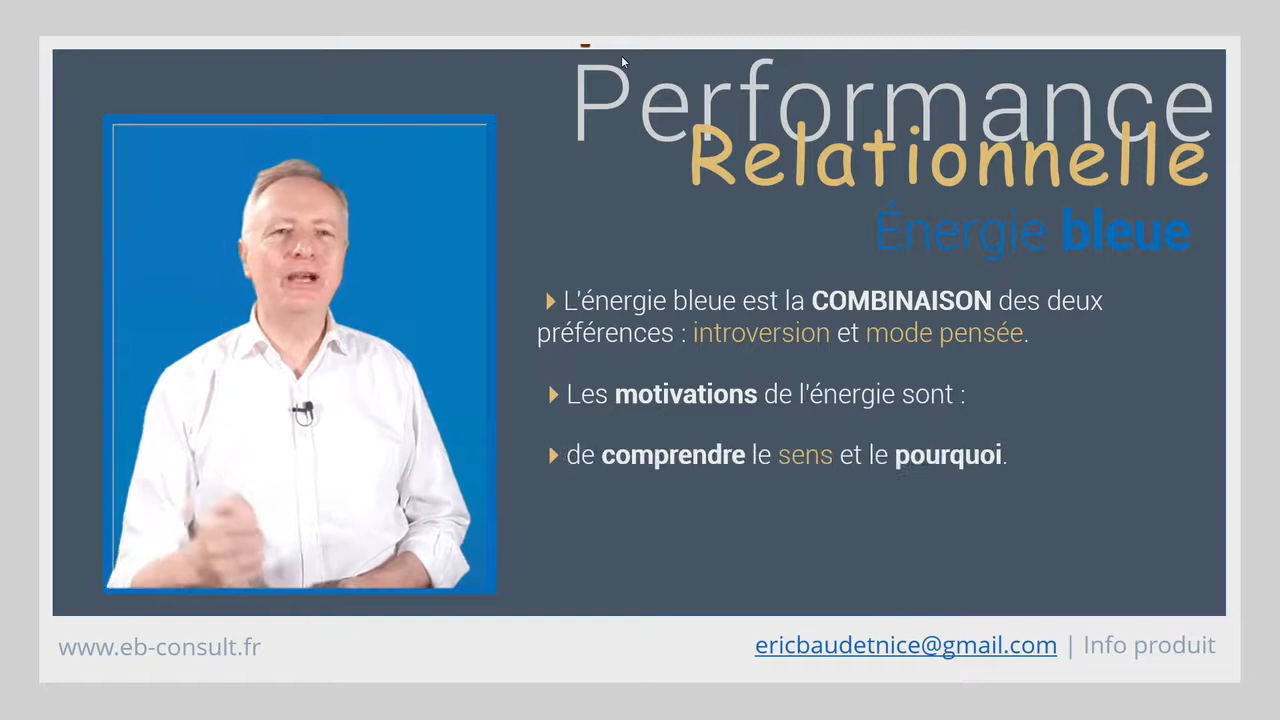 Performance
Relationnelle
Énergie bleue
L'énergie bleue est la COMBINAISON des deux
préférences : introversion et mode pensée.
Les motivations de l'énergie sont :
de comprendre le sens et le pourquoi.
www.eb-consult.fr
ericbaudetnice@gmail.com | Info produit